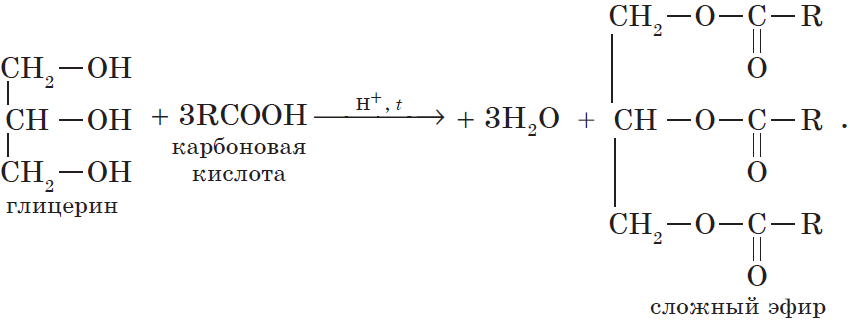 CH₂—O—C—R
O
CH₂—OH
CH —OH + 3RCOOH H⁺, t + 3H₂O + CH —O—C—R .
карбоновая
кислота
CH₂—OH
O
глицерин
CH₂—O—C—R
O
сложный эфир